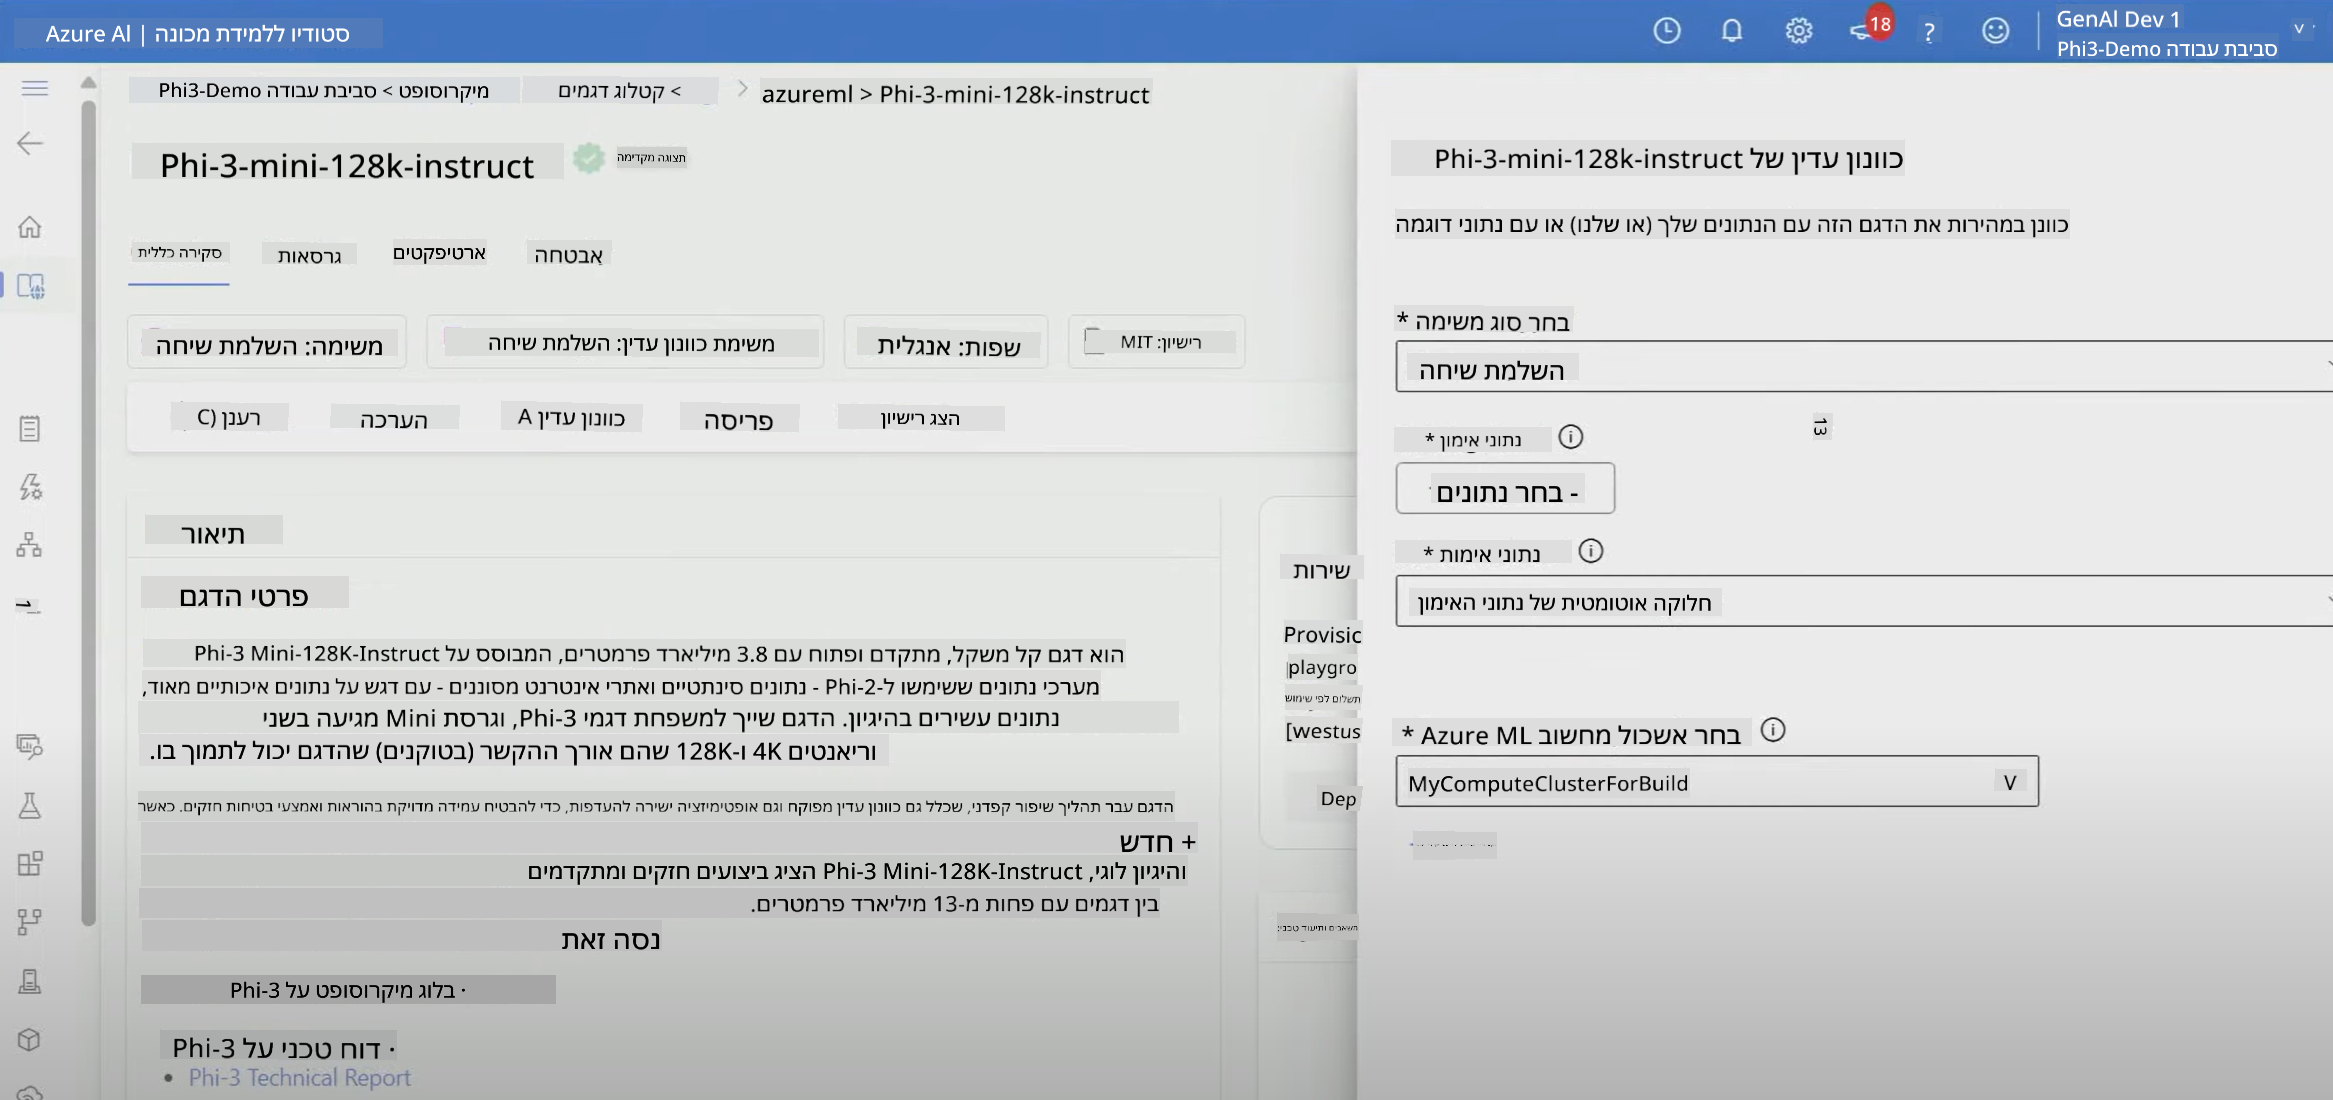 Azure AI | סטודיו ללמידת מכונה
18
?
GenAI Dev 1
סביבת עבודה Phi3-Demo
מיקרוסופט > סביבת עבודה Phi3-Demo
קטלוג דגמים >
azureml > Phi-3-mini-128k-instruct
Phi-3-mini-128k-instruct
תצוגה מקדימה
סקירה כללית
גרסאות
ארטיפקטים
אבטחה
משימה: השלמת שיחה
משימת כוונון עדין: השלמת שיחה
שפות: אנגלית
רישיון: MIT
רענן (C
הערכה
כוונון עדין A
פריסה
הצג רישיון
תיאור
פרטי הדגם
הוא דגם קל משקל, מתקדם ופתוח עם 3.8 מיליארד פרמטרים, המבוסס על Phi-3 Mini-128K-Instruct
מערכי נתונים ששימשו ל-Phi-2 - נתונים סינתטיים ואתרי אינטרנט מסוננים - עם דגש על נתונים איכותיים מאוד,
נתונים עשירים בהיגיון. הדגם שייך למשפחת דגמי Phi-3, וגרסת Mini מגיעה בשני
וריאנטים 4K ו-128K שהם אורך ההקשר (בטוקנים) שהדגם יכול לתמוך בו.
הדגם עבר תהליך שיפור קפדני, שכלל גם כוונון עדין מפוקח וגם אופטימיזציה ישירה להעדפות, כדי להבטיח עמידה מדויקת בהוראות ואמצעי בטיחות חזקים. כאשר
+ חדש
והיגיון לוגי, Phi-3 Mini-128K-Instruct הציג ביצועים חזקים ומתקדמים
בין דגמים עם פחות מ-13 מיליארד פרמטרים.
נסה זאת
· בלוג מיקרוסופט על Phi-3
· דוח טכני על Phi-3
• Phi-3 Technical Report
שירות
Provisic
playgro
תשלום לפי שימוש
[westus
Dep
כוונון עדין של Phi-3-mini-128k-instruct
כוונן במהירות את הדגם הזה עם הנתונים שלך (או שלנו) או עם נתוני דוגמה
בחר סוג משימה *
השלמת שיחה
13
נתוני אימון *
- בחר נתונים
נתוני אימות *
חלוקה אוטומטית של נתוני האימון
בחר אשכול מחשוב Azure ML *
MyComputeClusterForBuild
V